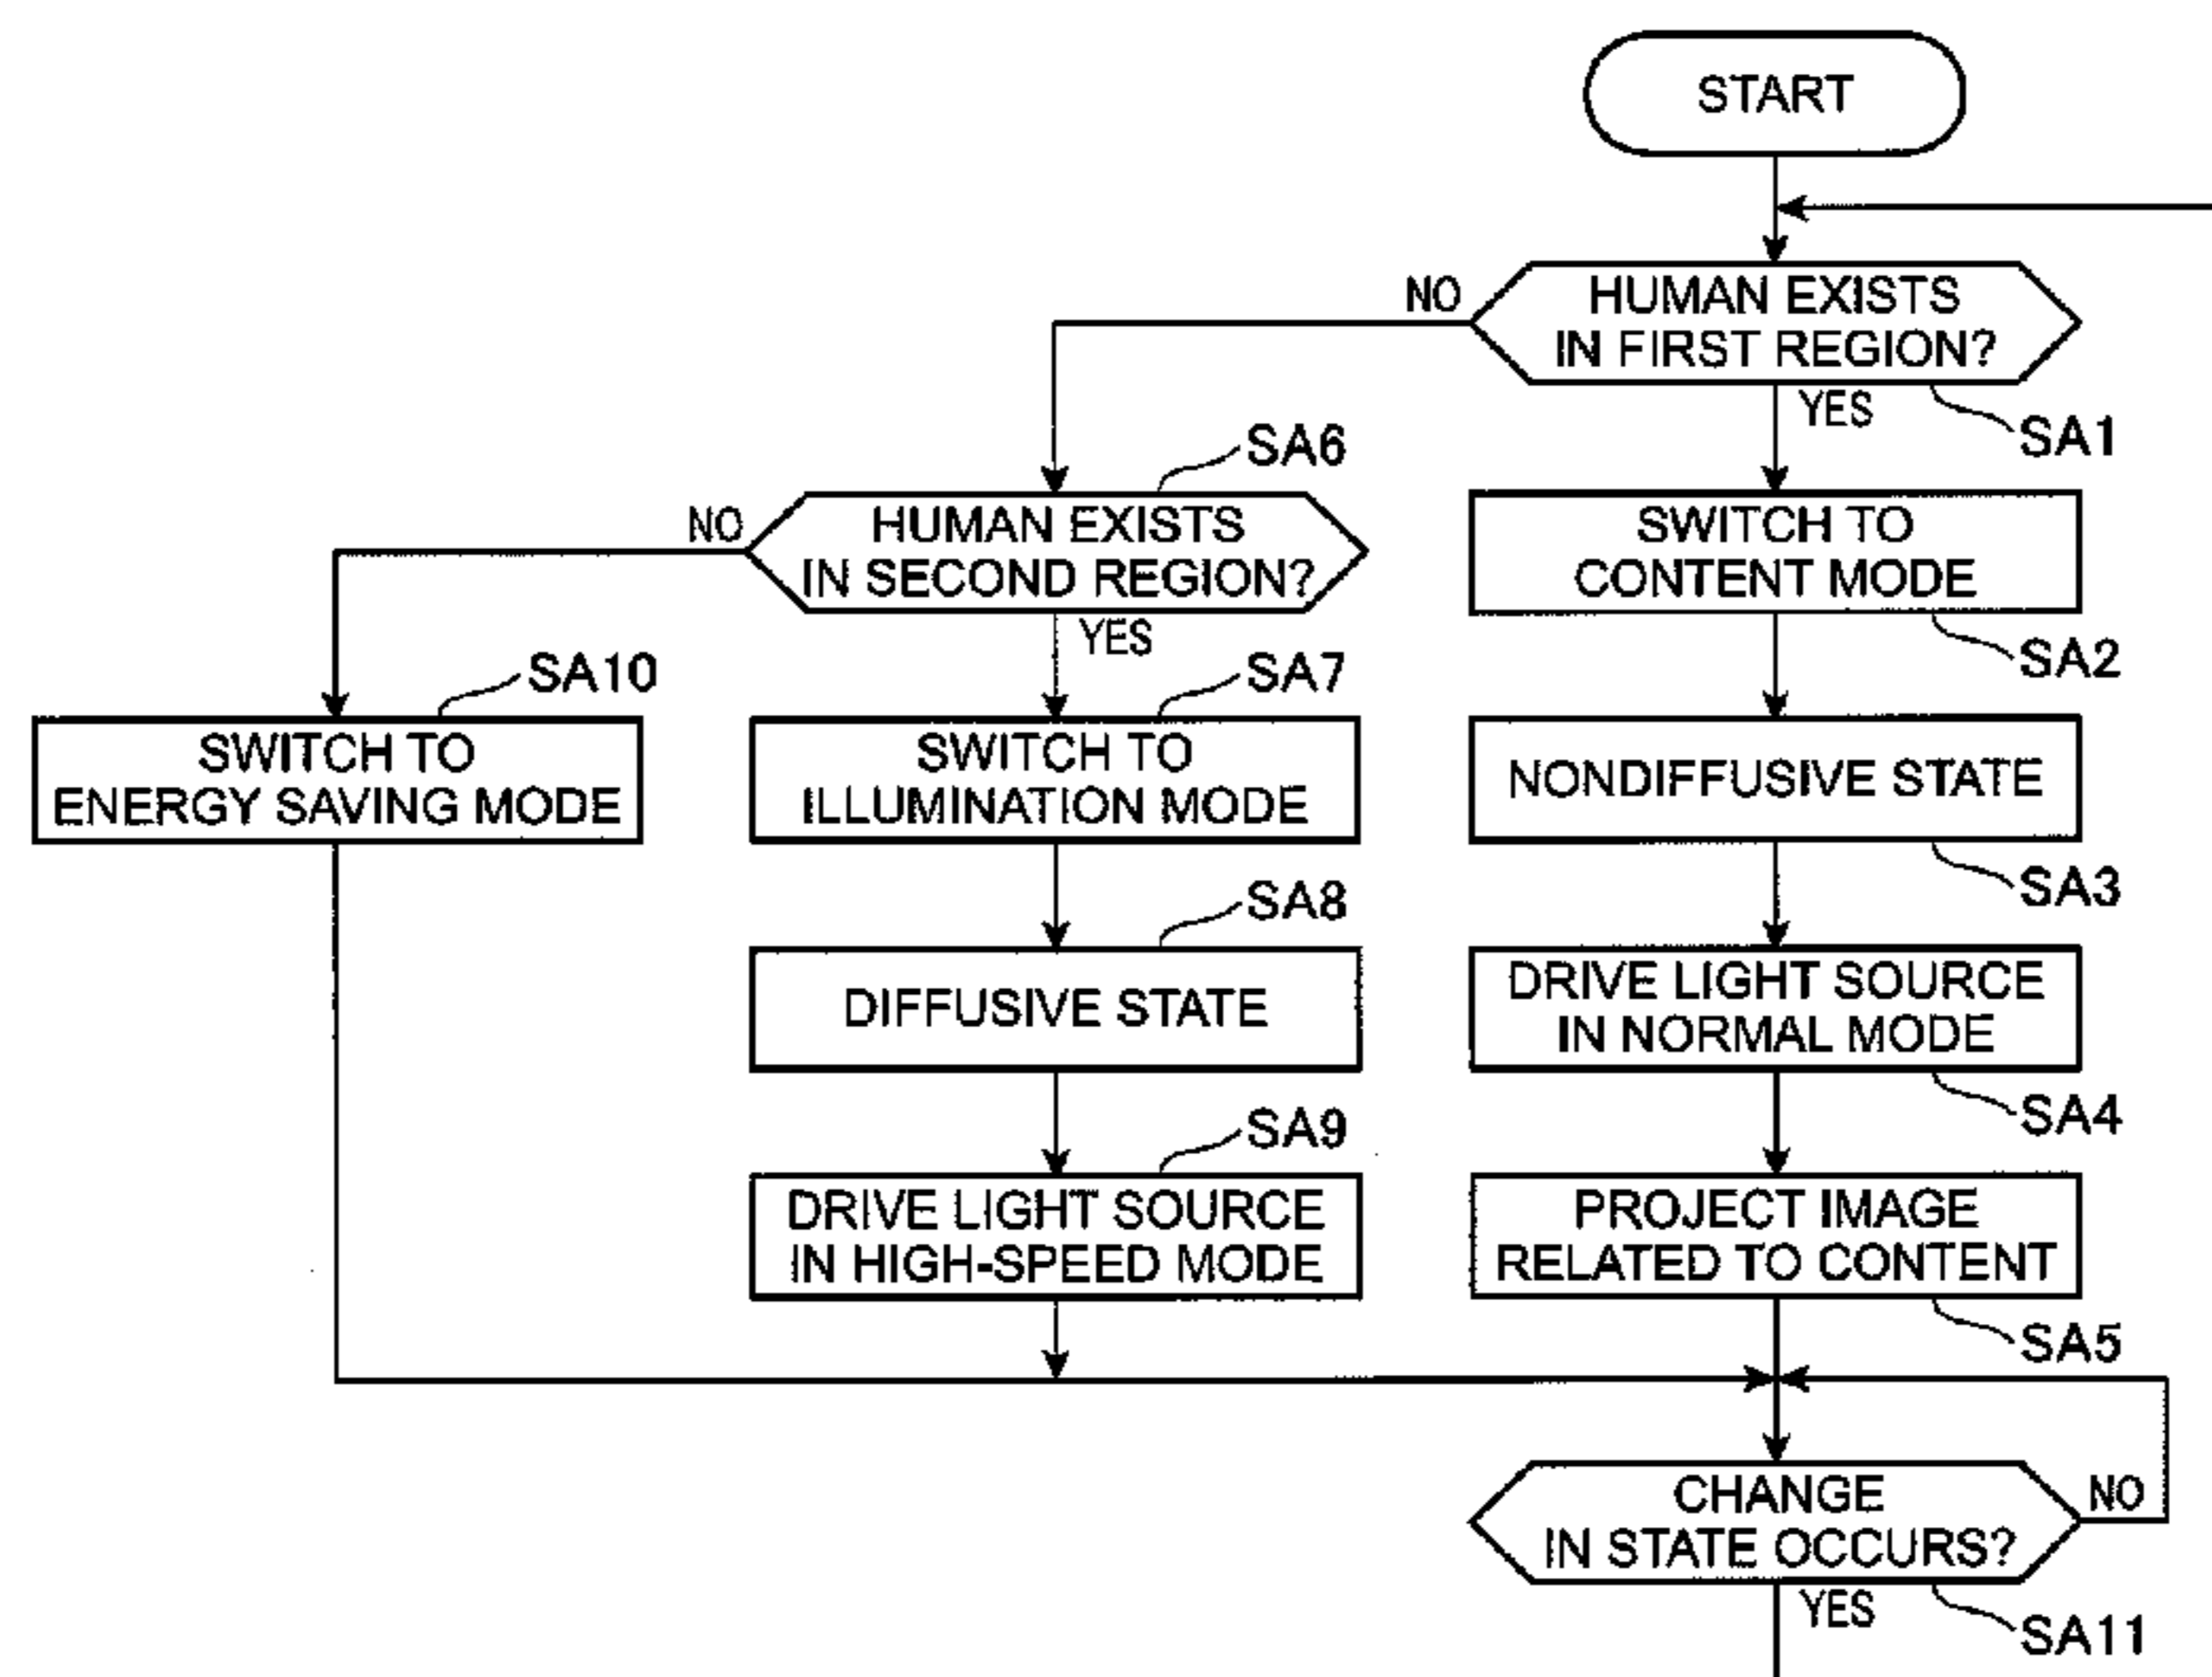 START
NO
HUMAN EXISTS
IN FIRST REGION?
YES
SA1
SA6
NO
HUMAN EXISTS
IN SECOND REGION?
YES
SWITCH TO
CONTENT MODE
SA2
SA10
SWITCH TO
ENERGY SAVING MODE
SA7
SWITCH TO
ILLUMINATION MODE
NONDIFFUSIVE STATE
SA3
SA8
DIFFUSIVE STATE
DRIVE LIGHT SOURCE
IN NORMAL MODE
SA4
SA9
DRIVE LIGHT SOURCE
IN HIGH-SPEED MODE
PROJECT IMAGE
RELATED TO CONTENT
SA5
CHANGE
IN STATE OCCURS?
NO
YES
SA11